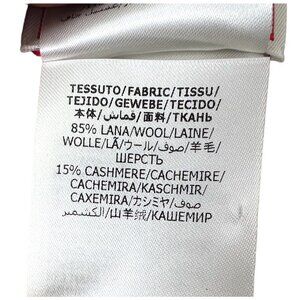 TESSUTO/FABRIC/TISSU/
TEJIDO/GEWEBE/TECIDO/
本体/قماش/面料/ТКАНЬ
85% LANA/WOOL/LAINE/
WOLLE/LÃ/ウール/صوف/羊毛/
ШЕРСТЬ
15% CASHMERE/CACHEMIRE/
CACHEMIRA/KASCHMIR/
CAXEMIRA/カシミヤ/صوف
الكشمير/山羊绒/КАШЕМИР